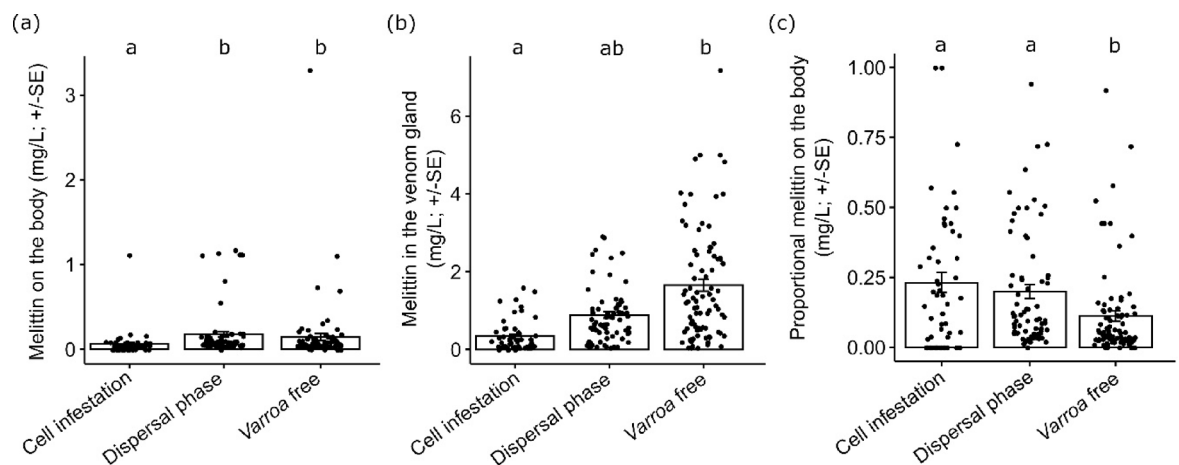 (a)
a b b
Melittin on the body (mg/L; +/-SE)
3
2
1
0
Cell infestation
Dispersal phase
Varroa free
(b)
a ab b
Melittin in the venom gland
(mg/L; +/-SE)
6
4
2
0
Cell infestation
Dispersal phase
Varroa free
(c)
a a b
Proportional melittin on the body
(mg/L; +/-SE)
1.00
0.75
0.50
0.25
0.00
Cell infestation
Dispersal phase
Varroa free